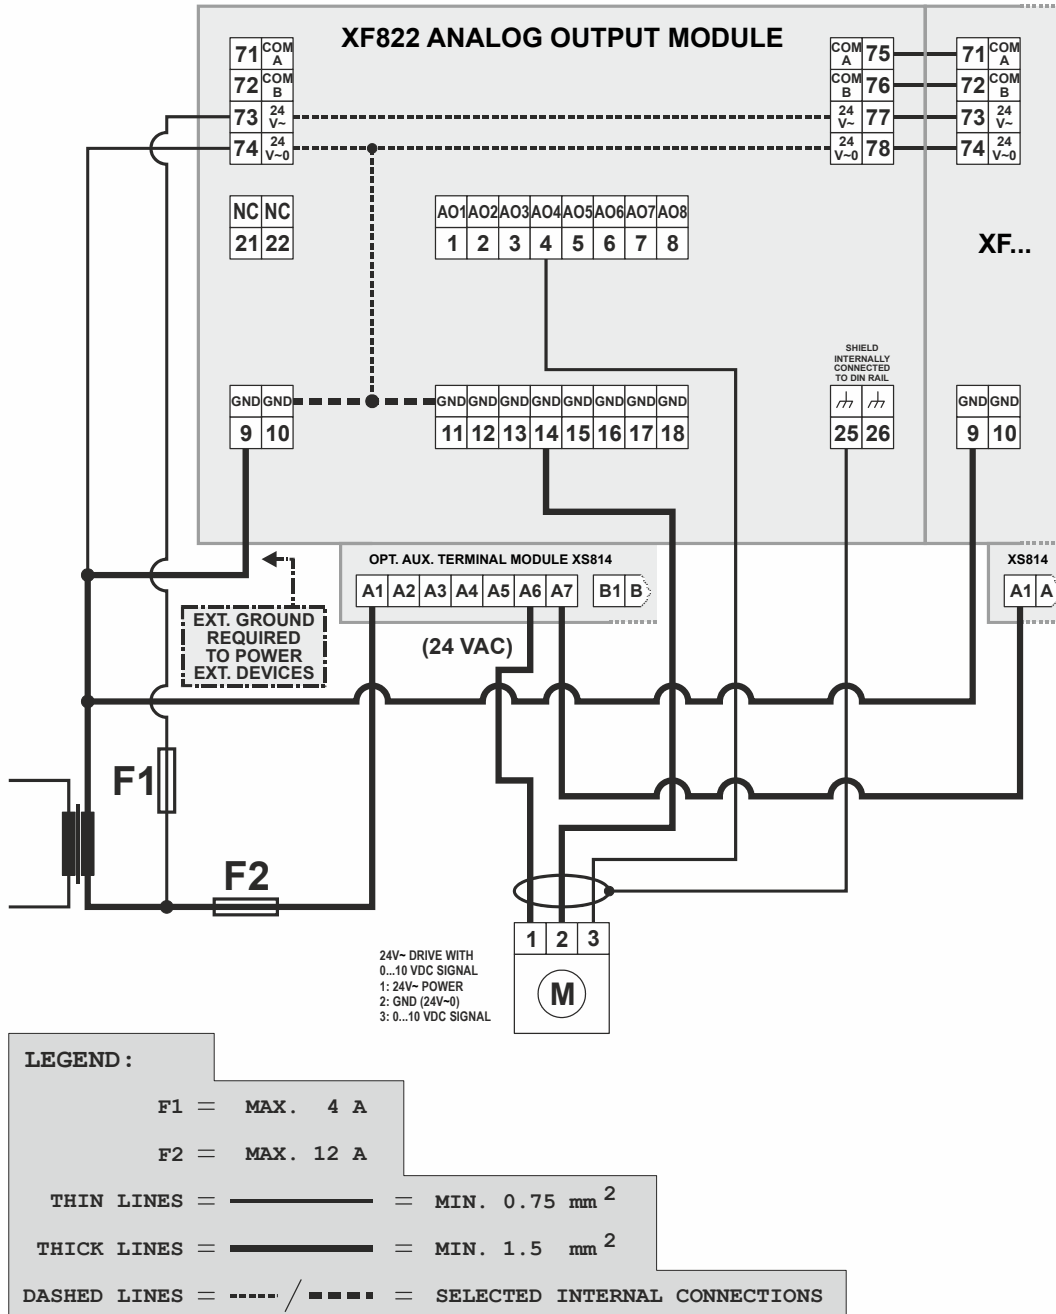 XF822 ANALOG OUTPUT MODULE
71 COM A
72 COM B
73 24 V~
74 24 V~0
COM A 75
COM B 76
24 V~ 77
24 V~0 78
71 COM A
72 COM B
73 24 V~
74 24 V~0
NC NC
21 22
AO1 AO2 AO3 AO4 AO5 AO6 AO7 AO8
1 2 3 4 5 6 7 8
XF...
SHIELD
INTERNALLY
CONNECTED
TO DIN RAIL
GND GND
9 10
GND GND GND GND GND GND GND GND
11 12 13 14 15 16 17 18
25 26
GND GND
9 10
OPT. AUX. TERMINAL MODULE XS814
A1 A2 A3 A4 A5 A6 A7 B1 B
XS814
A1 A
(24 VAC)
EXT. GROUND
REQUIRED
TO POWER
EXT. DEVICES
F1
F2
1 2 3
M
24V~ DRIVE WITH
0...10 VDC SIGNAL
1: 24V~ POWER
2: GND (24V~0)
3: 0...10 VDC SIGNAL
LEGEND:
F1 = MAX. 4 A
F2 = MAX. 12 A
THIN LINES = = MIN. 0.75 mm²
THICK LINES = = MIN. 1.5 mm²
DASHED LINES = / = SELECTED INTERNAL CONNECTIONS